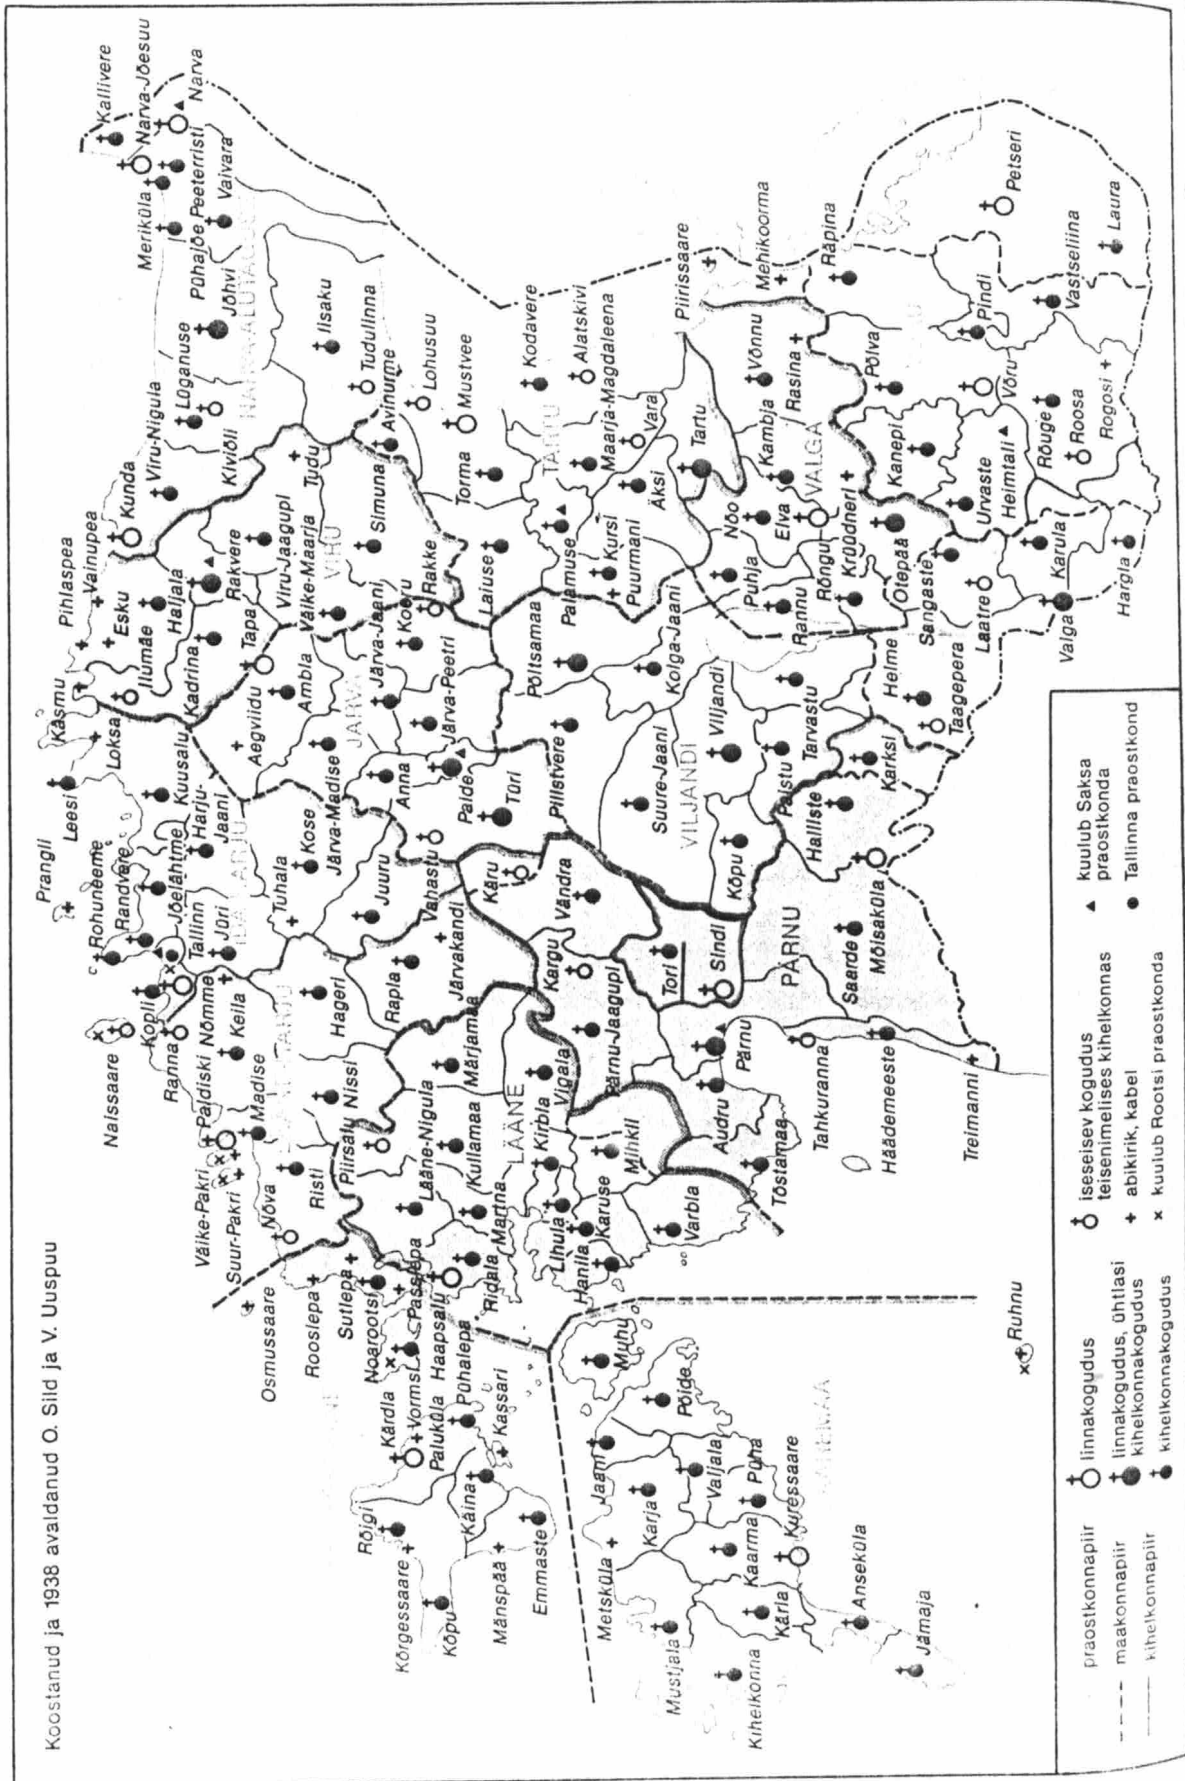 Koostanud ja 1938 avaldanud O. Sild ja V. Uuspuu
Prangli
Leesi
Käsmu
Pihlaspea
Vainupea
Kunda
Viru-Nigula
Lüganuse
Meriküla
Kallivere
Narva-Jõesuu
Narva
Peeterristi
Vaivara
Pühajõe
Jõhvi
Kiviõli
Iisaku
Tudulinna
Avinurme
Lohusuu
Mustvee
Tudu
Esku
Ilumäe
Haljala
Rakvere
Kadrina
Loksa
Kuusalu
Tapa
Viru-Jaagupi
Väike-Maarja
VIRU
Simuna
Rakke
Koeru
Järva-Jaani
Ambla
Aegviidu
JÄRVA
Järva-Peetri
Järva-Madise
Anna
Paide
Türi
Rohuneeme
Randvere
Jõelähtme
Harju-
Jaani
Kose
Tuhala
Juuru
Vahastu
Naissaare
Kopli
Tallinn
Jüri
Ranna
Nõmme
Keila
Hageri
Rapla
Järvakandi
Käru
Vändra
Paldiski
Madise
Nissi
Risti
Piirsalu
Väike-Pakri
Suur-Pakri
Nõva
Osmussaare
Rooslepa
Sutlepa
Noarootsi
Passlepa
Haapsalu
Ridala
Martna
Lääne-Nigula
Kullamaa
Märjamaa
LÄÄNE
Vigala
Kirbla
Lihula
Karuse
Hanila
Mihkli
Varbla
Tõstamaa
Audru
Pärnu
Pärnu-Jaagupi
Kargu
Tori
Sindi
PÄRNU
Tahkuranna
Häädemeeste
Treimanni
Saarde
Mõisaküla
Halliste
Karksi
Kõpu
Paistu
Tarvastu
Viljandi
VILJANDI
Suure-Jaani
Pilistvere
Põltsamaa
Kolga-Jaani
Laiuse
Palamuse
Kursi
Puurmani
Torma
Kodavere
Alatskivi
Maarja-Magdaleena
Vara
TARTU
Äksi
Tartu
Piirissaare
Mehikoorma
Räpina
Võnnu
Rasina
Kambja
Nõo
Elva
VALGA
Puhja
Rannu
Rõngu
Krüüdneri
Otepää
Sangaste
Laatre
Helme
Taagepera
Valga
Karula
Hargla
Kanepi
Urvaste
Heimtali
Põlva
Võru
Rõuge
Roosa
Rogosi
Pindi
Vastseliina
Laura
Petseri
Kärdla
Vormsi
Paluküla
Pühalepa
Kassari
Käina
Reigi
Kõrgessaare
Kõpu
Mänspää
Emmaste
Muhu
Pöide
Jaani
Valjala
Püha
Karja
Kaarma
Kuressaare
Metsküla
Mustjala
Kihelkonna
Kärla
Anseküla
Jämaja
Ruhnu
praostkonnapiir
maakonnapiir
kihelkonnapiir
linnakogudus
linnakogudus, ühtlasi
kihelkonnakogudus
kihelkonnakogudus
iseseisev kogudus
teisenimelises kihelkonnas
abikirik, kabel
kuulub Rootsi praostkonda
kuulub Saksa
praostkonda
Tallinna praostkond